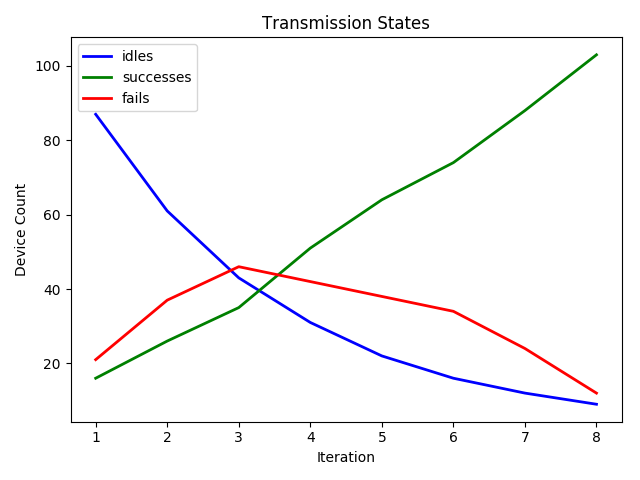 Transmission States
idles
successes
fails
Device Count
100
80
60
40
20
1 2 3 4 5 6 7 8
Iteration